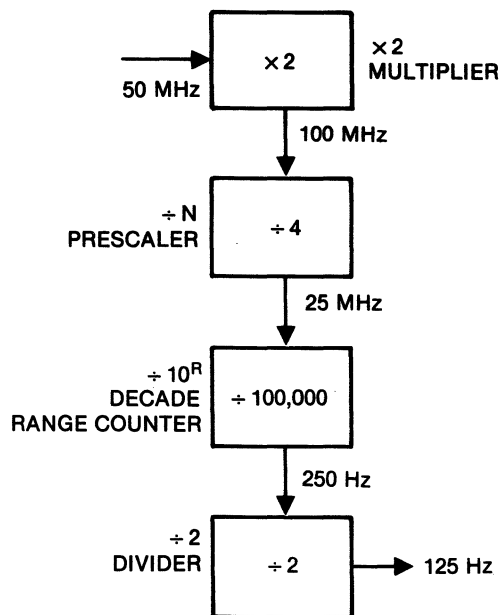 ×2
×2
MULTIPLIER
50 MHz
100 MHz
÷N
PRESCALER
÷4
25 MHz
÷10ᴿ
DECADE
RANGE COUNTER
÷100,000
250 Hz
÷2
DIVIDER
÷2
125 Hz